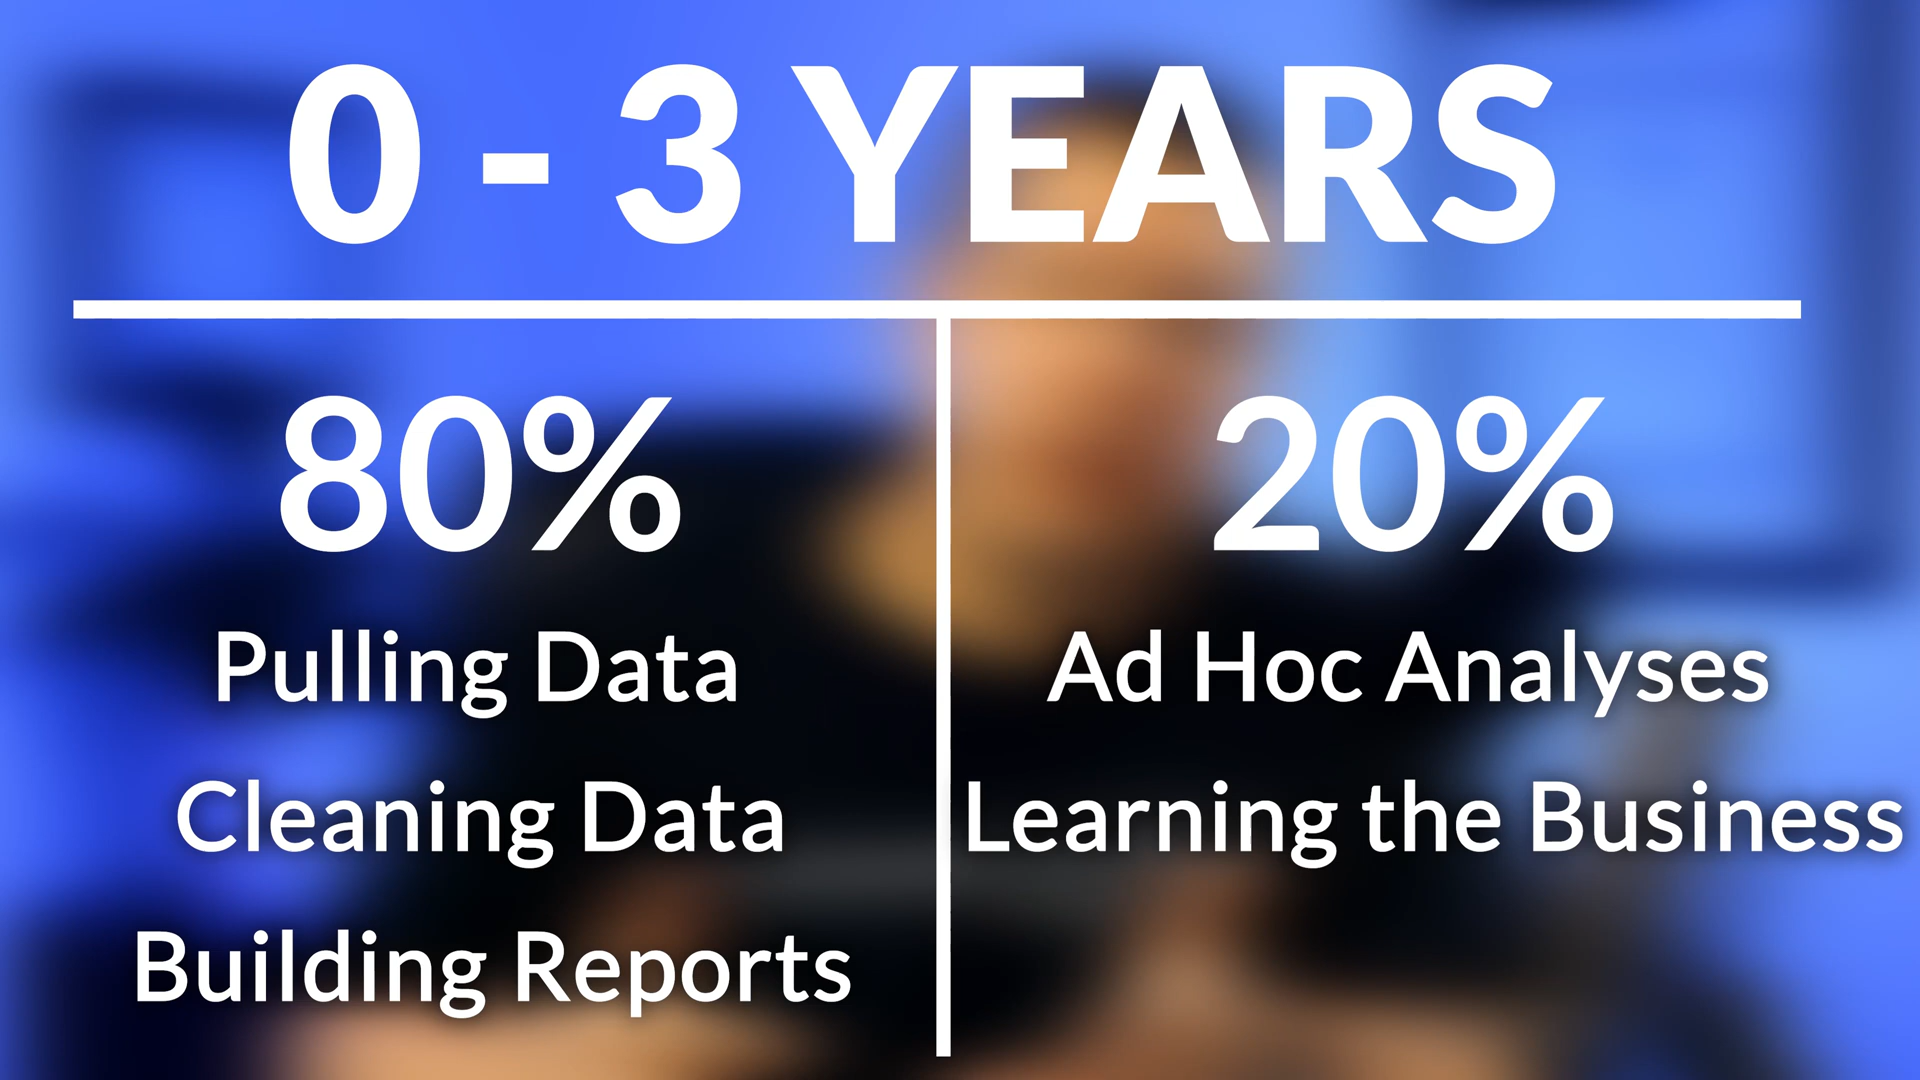 0 - 3 YEARS
80%
Pulling Data
Cleaning Data
Building Reports
20%
Ad Hoc Analyses
Learning the Business